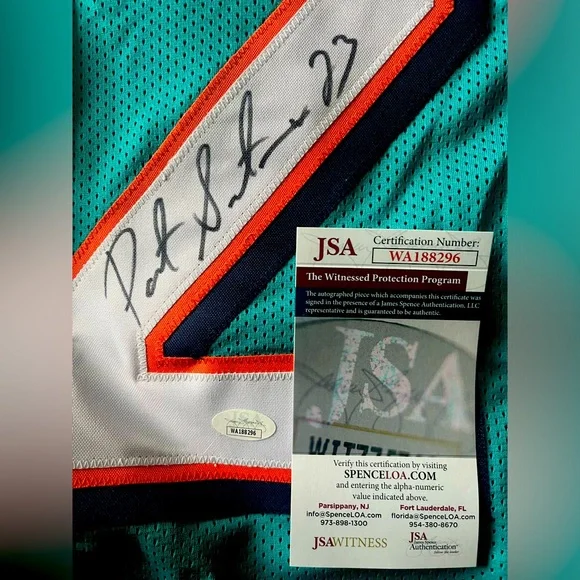 Pat Surtain 23
JSA
Certification Number:
WA188296
The Witnessed Protection Program
The autographed piece which accompanies this certificate was
signed in the presence of a James Spence Authentication, LLC
representative and is guaranteed to be authentic.
JSA
WA188296
Verify this certification by visiting
SPENCELOA.COM
and entering the alpha-numeric
value indicated above.
Parsippany, NJ
info@SpenceLOA.com
973-898-1300
Fort Lauderdale, FL
florida@SpenceLOA.com
954-380-8670
JSAWITNESS
JSA
James Spence
Authentication